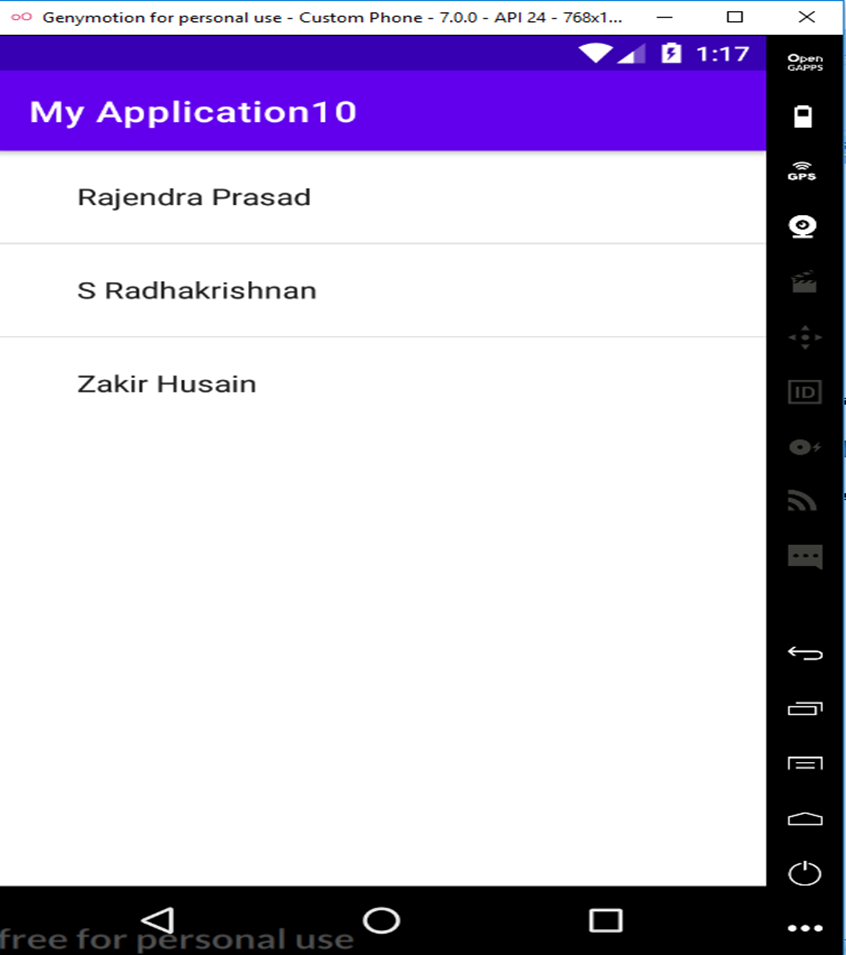 Genymotion for personal use - Custom Phone - 7.0.0 - API 24 - 768x1...
1:17
Open
GAPPS
My Application10
GPS
Rajendra Prasad
S Radhakrishnan
Zakir Husain
ID
free for personal use